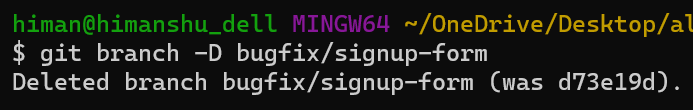 himan@himanshu_dell MINGW64 ~/OneDrive/Desktop/al
$ git branch -D bugfix/signup-form
Deleted branch bugfix/signup-form (was d73e19d).